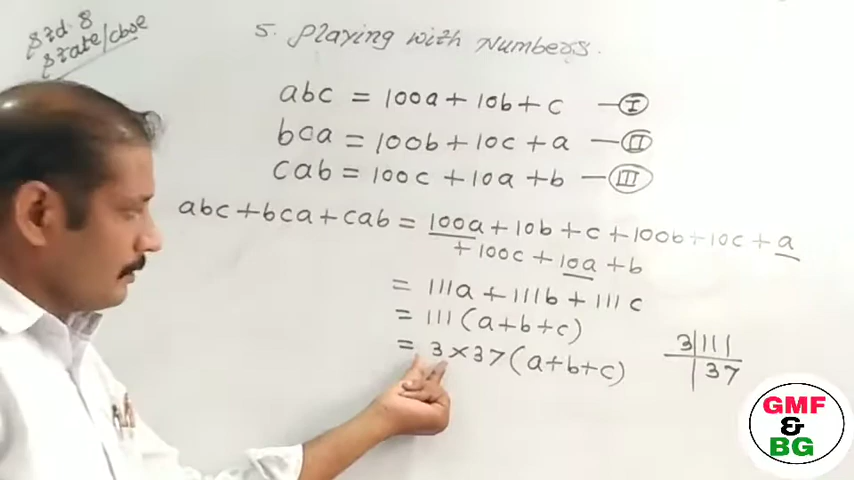 Std 8
State/cbse
5. Playing with Numbers.
abc = 100a + 10b + c — I
bca = 100b + 10c + a — II
cab = 100c + 10a + b — III
abc + bca + cab = 100a + 10b + c + 100b + 10c + a
+ 100c + 10a + b
= 111a + 111b + 111c
= 111(a+b+c)
= 3×37(a+b+c)
3|111
|37
GMF
&
BG